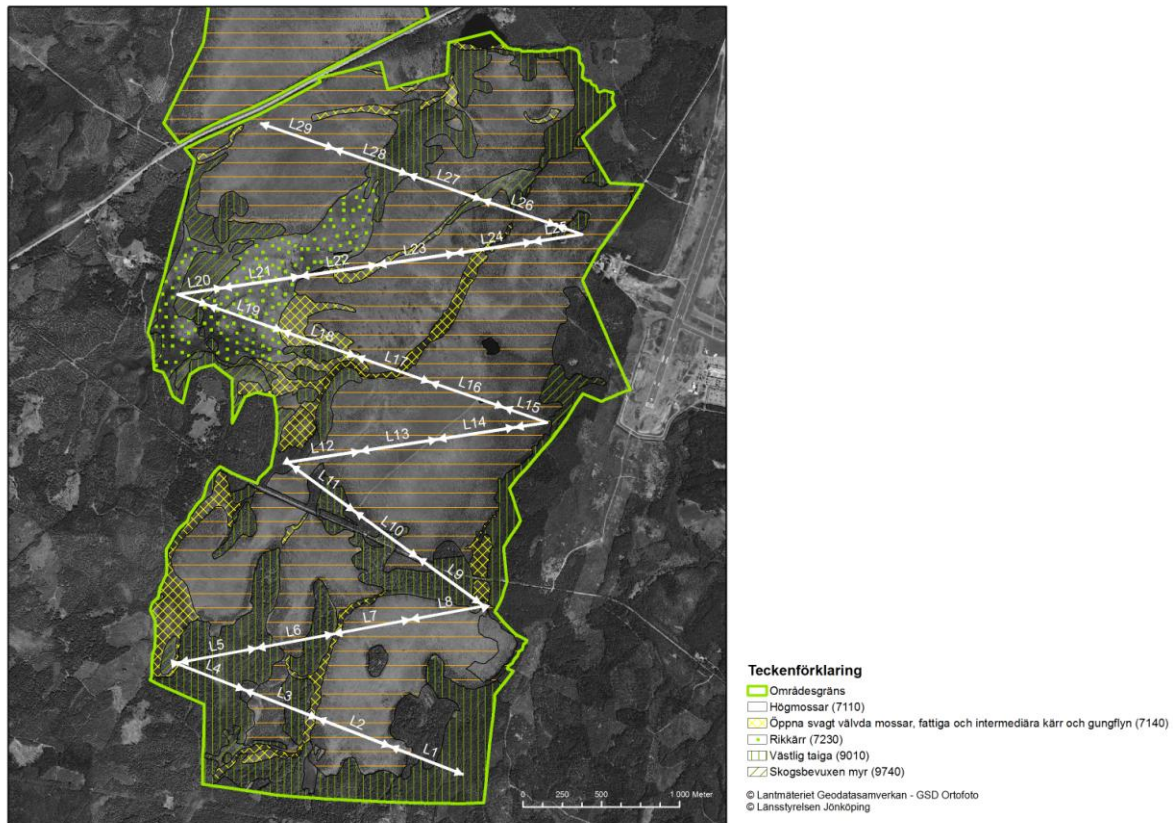 L29
L28
L27
L26
L25
L24
L23
L22
L21
L20
L19
L18
L17
L16
L15
L14
L13
L12
L11
L10
L9
L8
L7
L6
L5
L4
L3
L2
L1
0 250 500 1 000 Meter
Teckenförklaring
Områdesgräns
Högmossar (7110)
Öppna svagt välvda mossar, fattiga och intermediära kärr och gungflyn (7140)
Rikkärr (7230)
Västlig taiga (9010)
Skogsbevuxen myr (9740)
© Lantmäteriet Geodatasamverkan - GSD Ortofoto
© Länsstyrelsen Jönköping